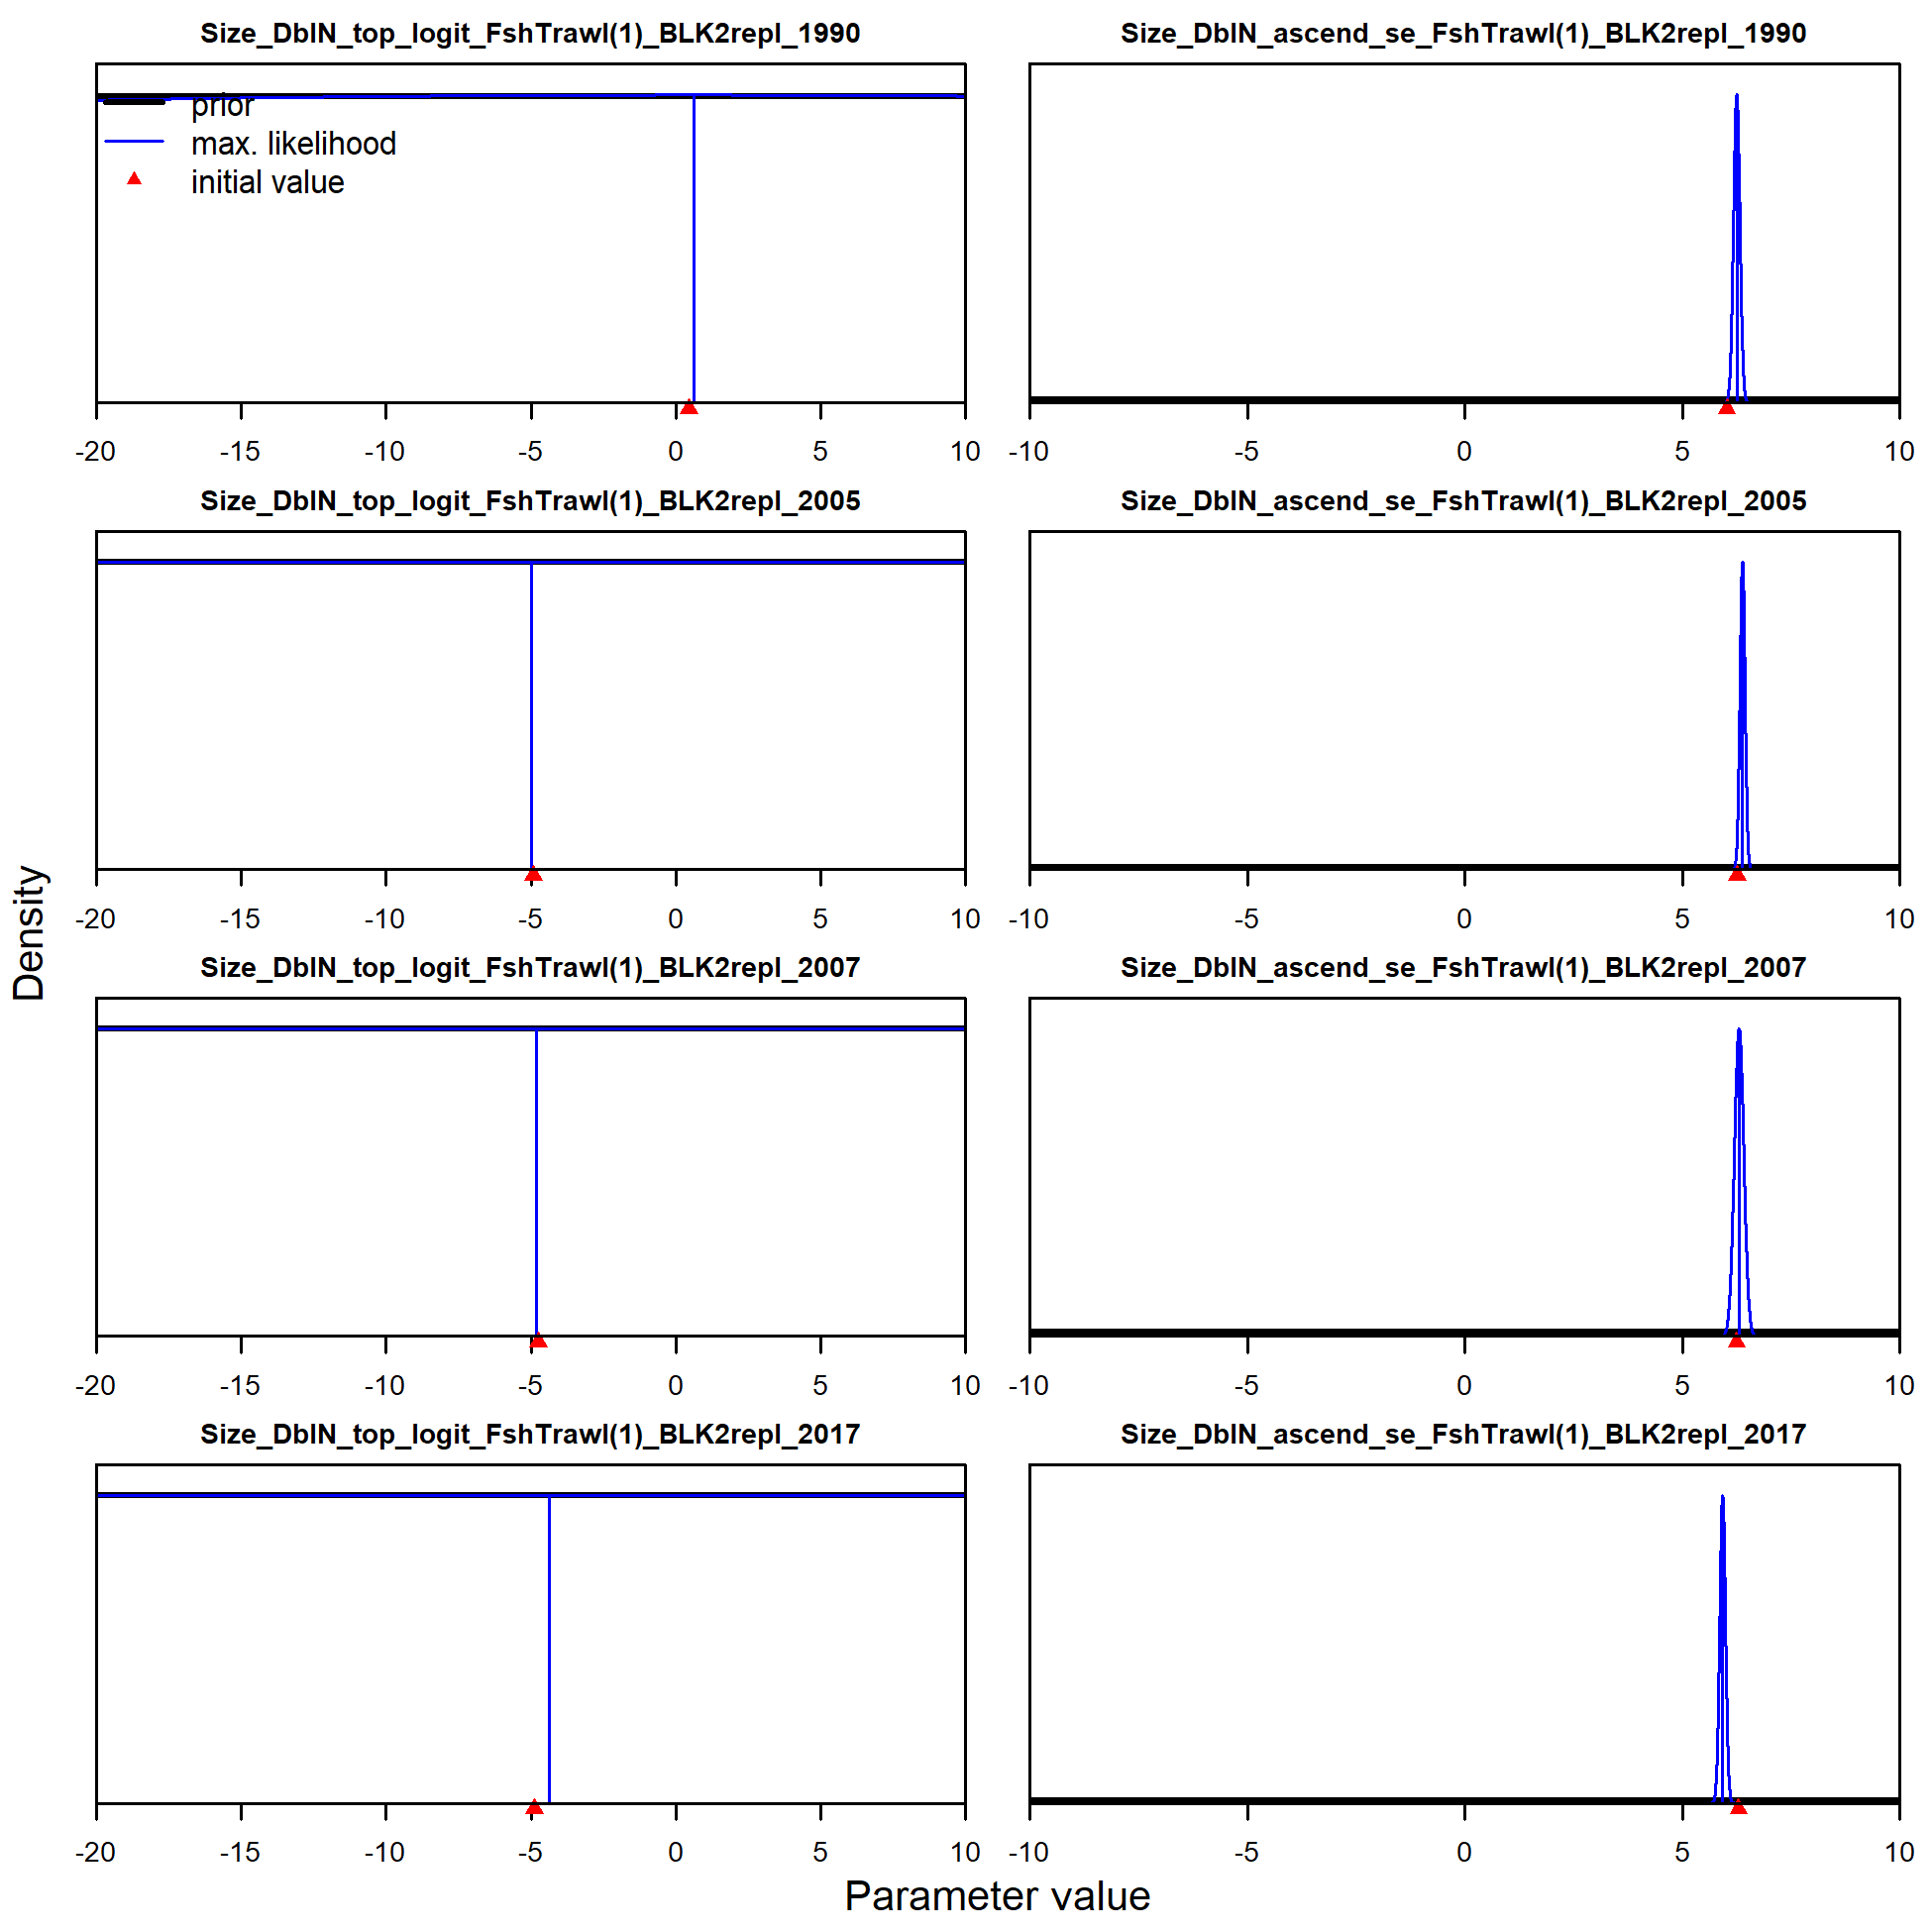 Size_DblN_top_logit_FshTrawl(1)_BLK2repl_1990
Size_DblN_ascend_se_FshTrawl(1)_BLK2repl_1990
prior
max. likelihood
initial value
-20 -15 -10 -5 0 5 10
-10 -5 0 5 10
Size_DblN_top_logit_FshTrawl(1)_BLK2repl_2005
Size_DblN_ascend_se_FshTrawl(1)_BLK2repl_2005
-20 -15 -10 -5 0 5 10
-10 -5 0 5 10
Density
Size_DblN_top_logit_FshTrawl(1)_BLK2repl_2007
Size_DblN_ascend_se_FshTrawl(1)_BLK2repl_2007
-20 -15 -10 -5 0 5 10
-10 -5 0 5 10
Size_DblN_top_logit_FshTrawl(1)_BLK2repl_2017
Size_DblN_ascend_se_FshTrawl(1)_BLK2repl_2017
-20 -15 -10 -5 0 5 10
-10 -5 0 5 10
Parameter value